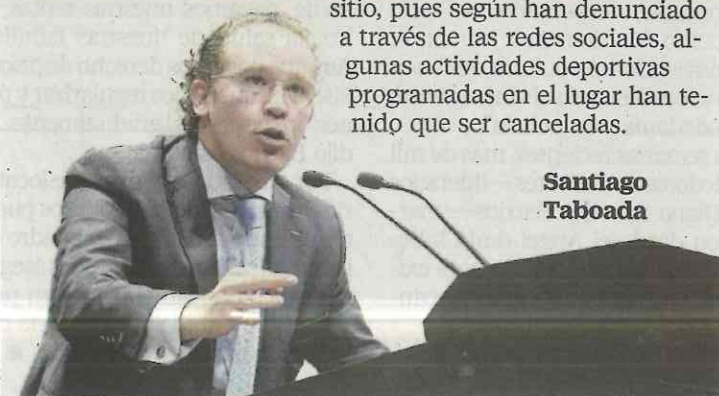 sitio, pues según han denunciado
a través de las redes sociales, al-
gunas actividades deportivas
programadas en el lugar han te-
nido que ser canceladas.
Santiago
Taboada